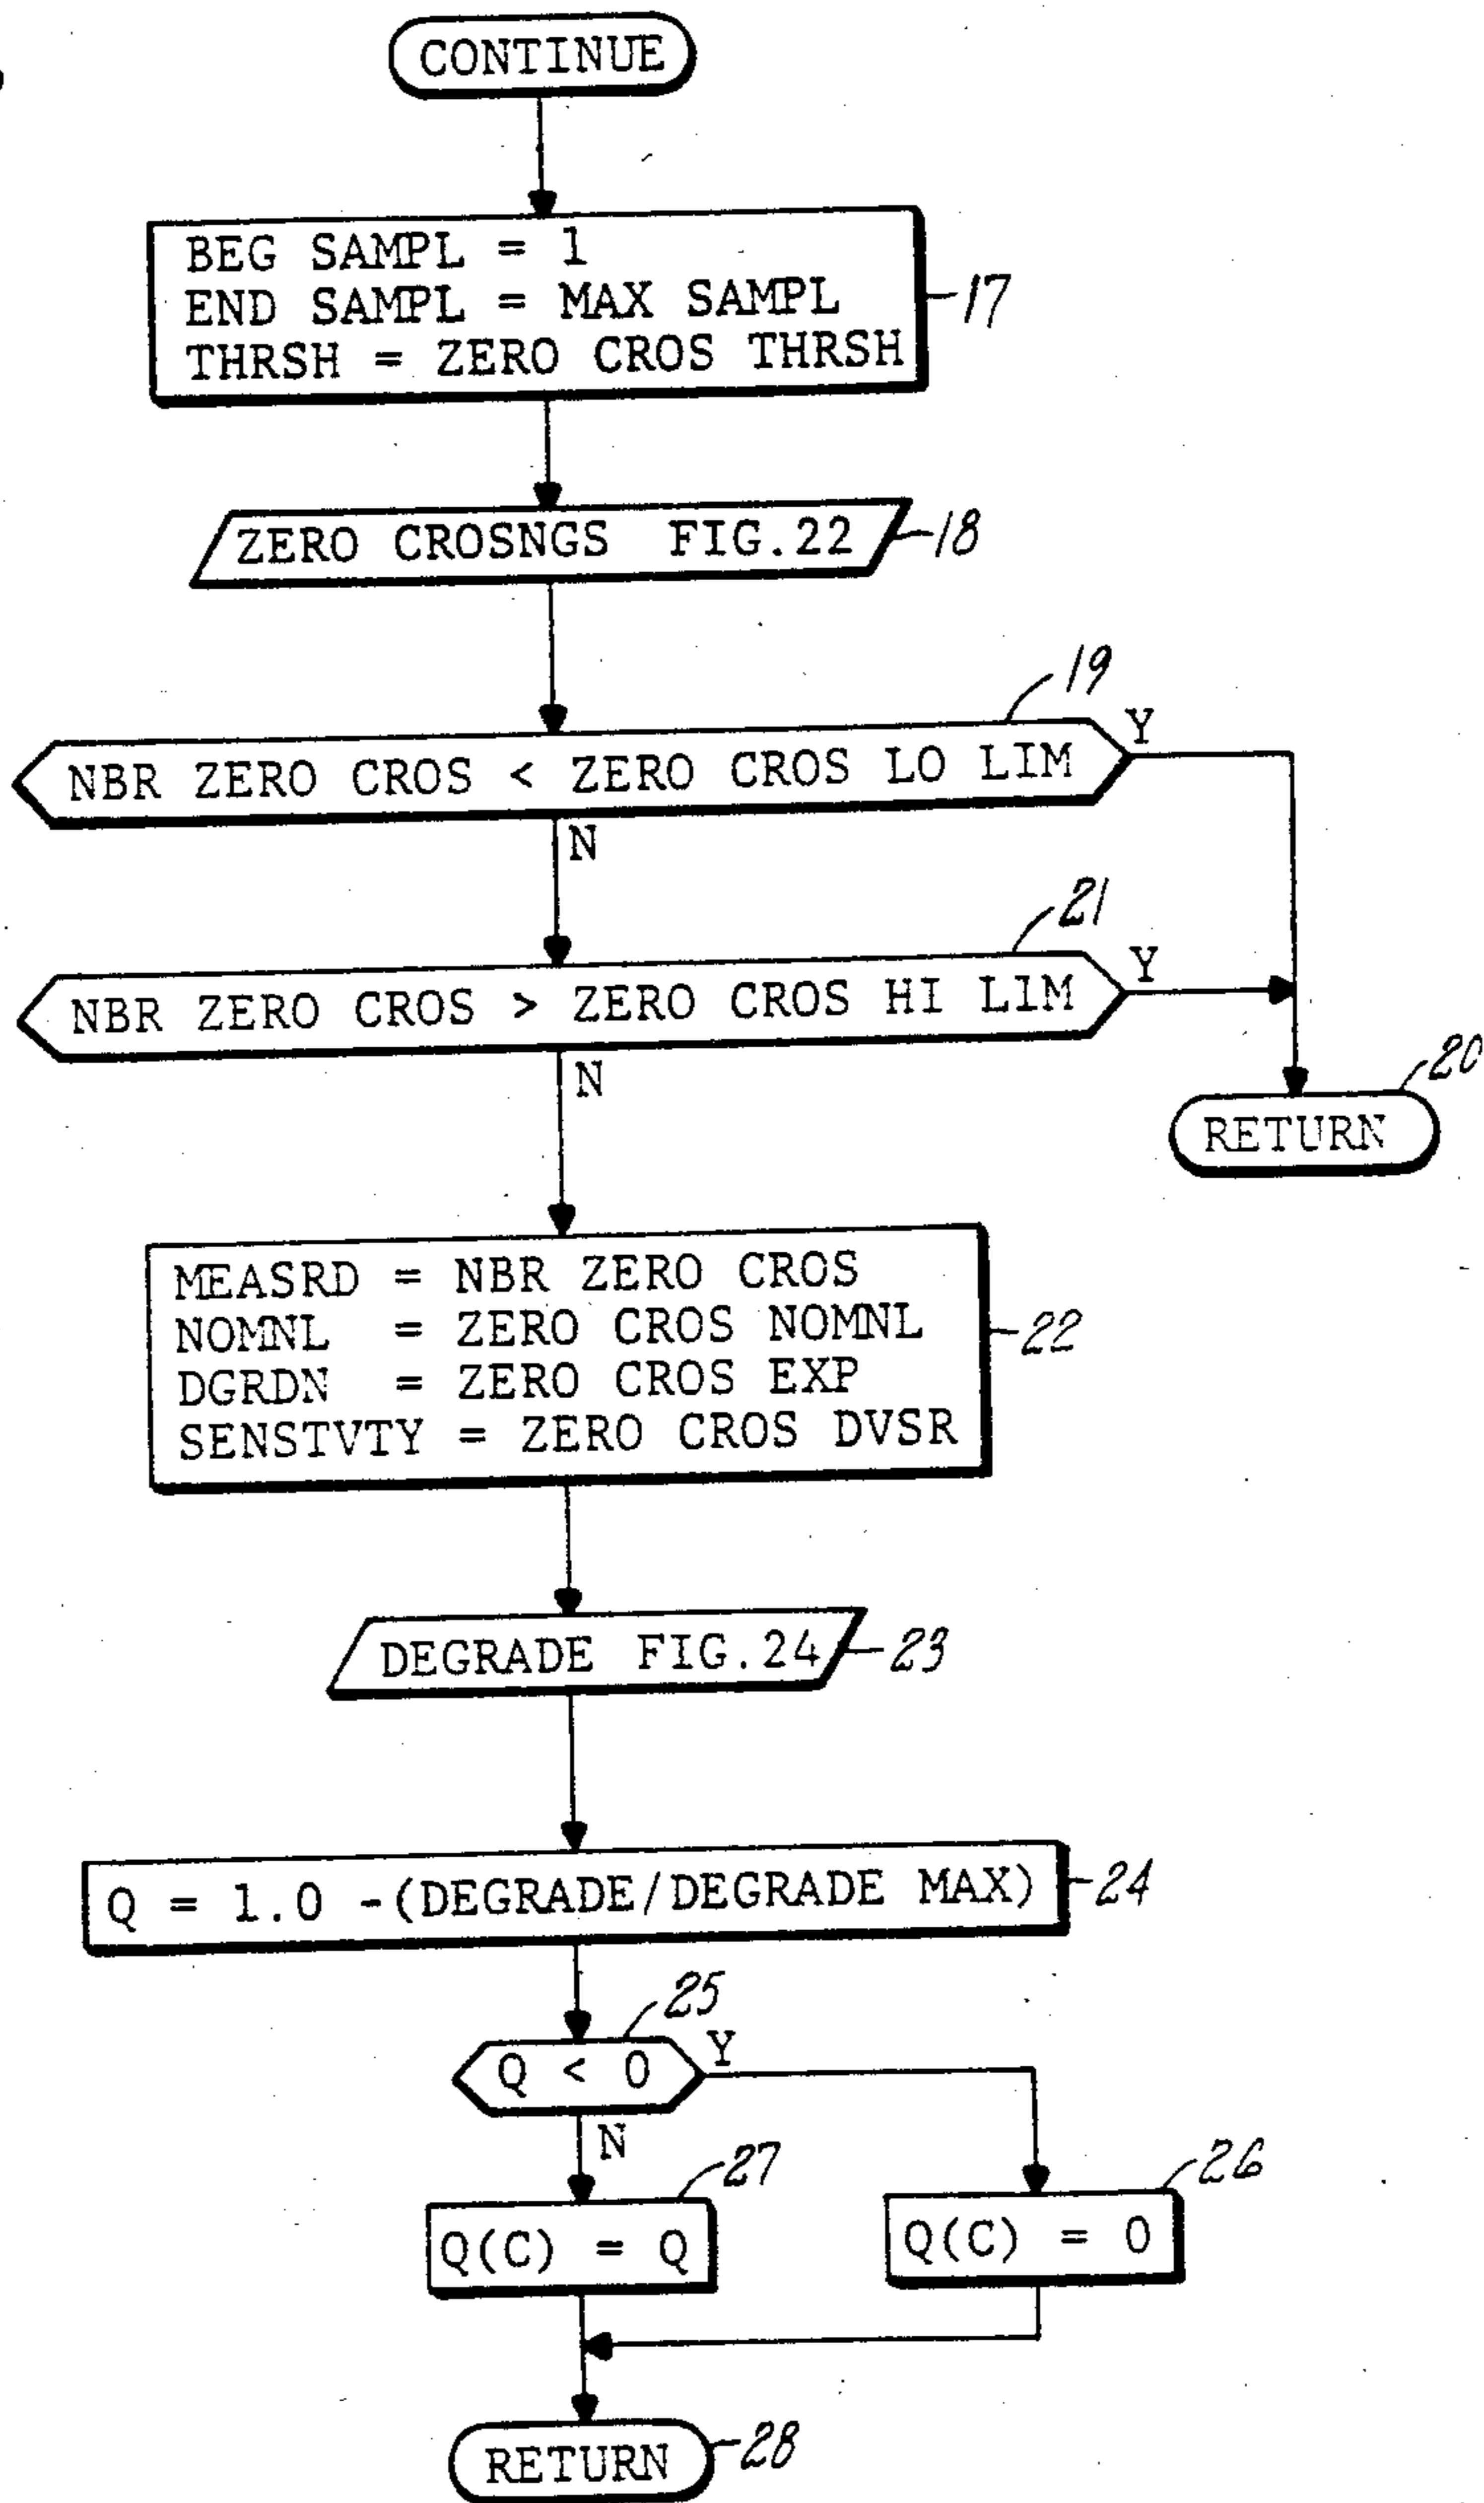 CONTINUE
BEG SAMPL = 1
END SAMPL = MAX SAMPL
THRSH = ZERO CROS THRSH
17
ZERO CROSNGS FIG.22
18
19
NBR ZERO CROS < ZERO CROS LO LIM
Y
N
21
NBR ZERO CROS > ZERO CROS HI LIM
Y
N
20
RETURN
MEASRD = NBR ZERO CROS
NOMNL = ZERO CROS NOMNL
DGRDN = ZERO CROS EXP
SENSTVTY = ZERO CROS DVSR
22
DEGRADE FIG.24
23
Q = 1.0 -(DEGRADE/DEGRADE MAX)
24
25
Q < 0
Y
N
27
Q(C) = Q
26
Q(C) = 0
RETURN
28